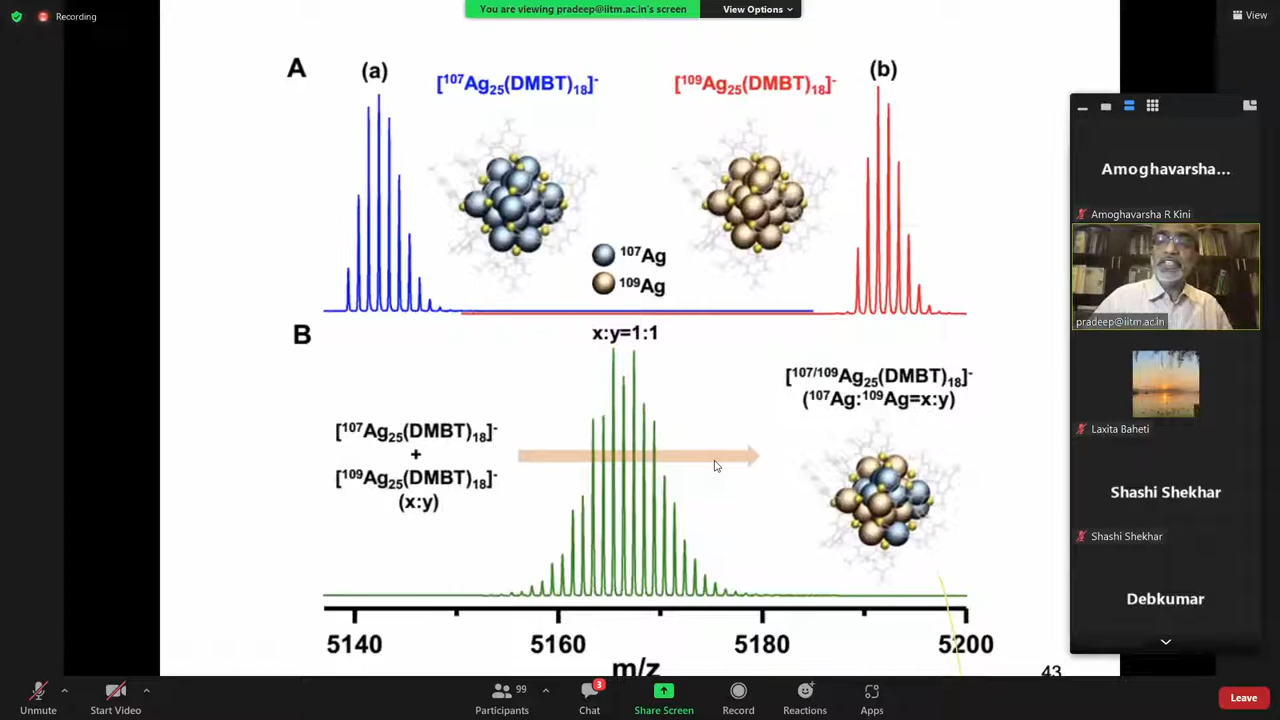 Recording
You are viewing pradeep@iitm.ac.in's screen
View Options
View
A
(a)
[¹⁰⁷Ag₂₅(DMBT)₁₈]⁻
[¹⁰⁹Ag₂₅(DMBT)₁₈]⁻
(b)
¹⁰⁷Ag
¹⁰⁹Ag
B
x:y=1:1
[¹⁰⁷Ag₂₅(DMBT)₁₈]⁻
+
[¹⁰⁹Ag₂₅(DMBT)₁₈]⁻
(x:y)
[¹⁰⁷/¹⁰⁹Ag₂₅(DMBT)₁₈]⁻
(¹⁰⁷Ag:¹⁰⁹Ag=x:y)
5140
5160
5180
5200
m/z
43
Amoghavarsha...
Amoghavarsha R Kini
pradeep@iitm.ac.in
Laxita Baheti
Shashi Shekhar
Shashi Shekhar
Debkumar
Unmute
Start Video
99
Participants
3
Chat
Share Screen
Record
Reactions
Apps
Leave